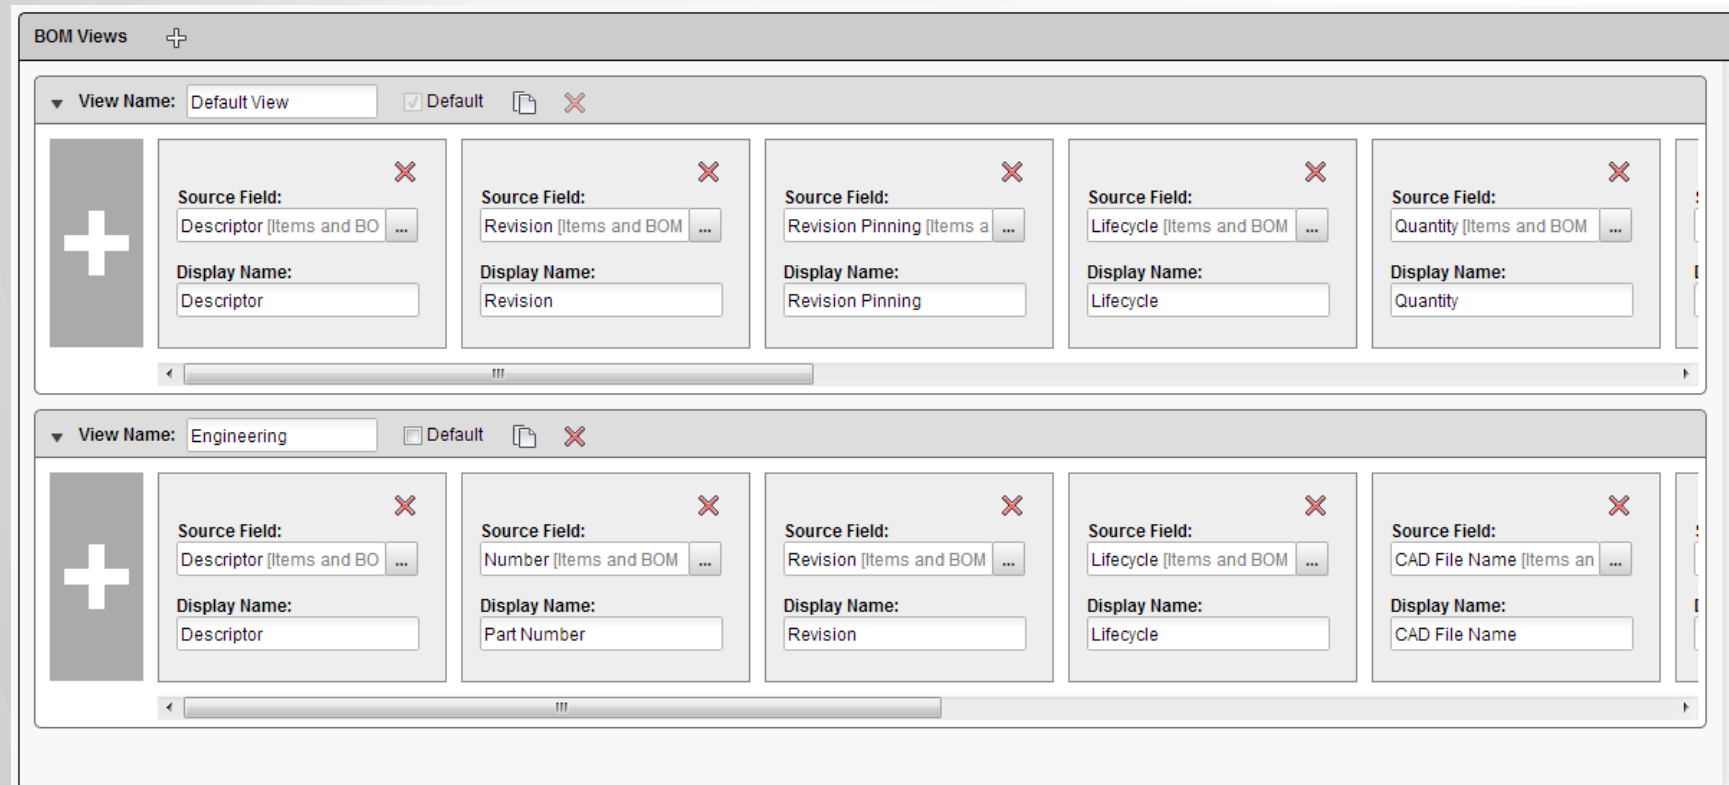 BOM Views
View Name: Default View Default
Source Field: Source Field: Source Field: Source Field: Source Field:
Descriptor [Items and BO ... Revision [Items and BOM ... Revision Pinning [Items a ... Lifecycle [Items and BOM ... Quantity [Items and BOM ...
Display Name: Display Name: Display Name: Display Name: Display Name:
Descriptor Revision Revision Pinning Lifecycle Quantity
View Name: Engineering Default
Source Field: Source Field: Source Field: Source Field: Source Field:
Descriptor [Items and BO ... Number [Items and BOM ... Revision [Items and BOM ... Lifecycle [Items and BOM ... CAD File Name [Items an ...
Display Name: Display Name: Display Name: Display Name: Display Name:
Descriptor Part Number Revision Lifecycle CAD File Name